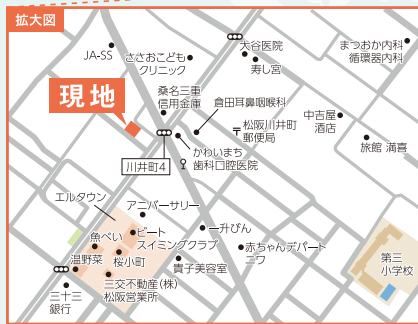 拡大図
JA-SS
ささおこども
クリニック
大谷医院
寿し宮
まつおか内科
循環器内科
現地
桑名三重
信用金庫
倉田耳鼻咽喉科
中吉屋
酒店
松阪川井町
郵便局
旅館 満喜
川井町4
かわいまち
歯科口腔医院
エルタウン
アニバーサリー
魚べい
ビート
スイミングクラブ
一升びん
温野菜
桜小町
赤ちゃんデパート
ニワ
貴子美容室
第三
小学校
三十三
銀行
三交不動産(株)
松阪営業所